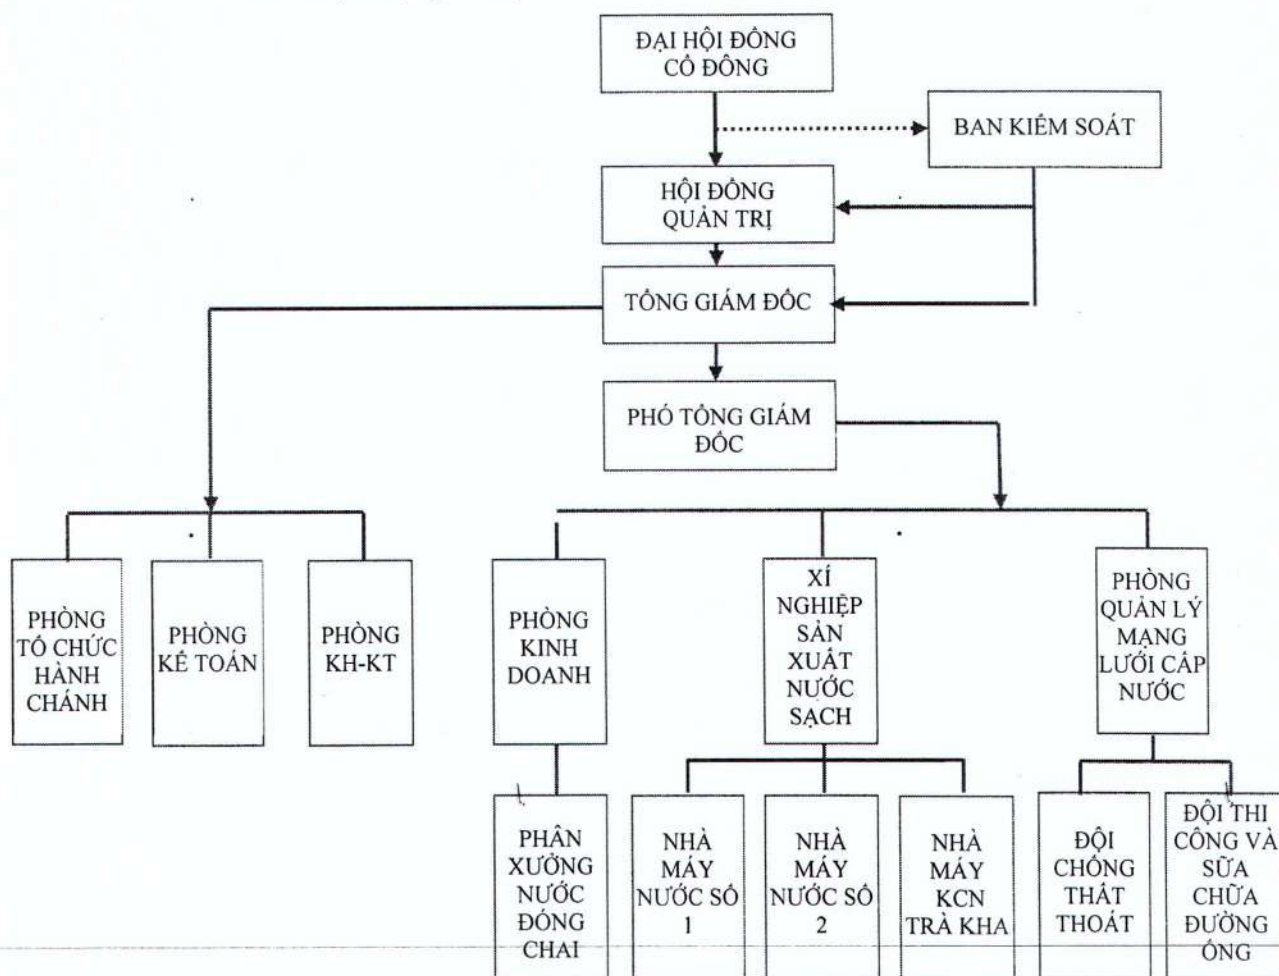 ĐẠI HỘI ĐỒNG
CỔ ĐÔNG
BAN KIỂM SOÁT
HỘI ĐỒNG
QUẢN TRỊ
TỔNG GIÁM ĐỐC
PHÓ TỔNG GIÁM
ĐỐC
PHÒNG
TỔ CHỨC
HÀNH
CHÁNH
PHÒNG
KẾ TOÁN
PHÒNG
KH-KT
PHÒNG
KINH
DOANH
XÍ
NGHIỆP
SẢN
XUẤT
NƯỚC
SẠCH
PHÒNG
QUẢN LÝ
MẠNG
LƯỚI CẤP
NƯỚC
PHÂN
XƯỞNG
NƯỚC
ĐÓNG
CHAI
NHÀ
MÁY
NƯỚC SỐ
1
NHÀ
MÁY
NƯỚC SỐ
2
NHÀ
MÁY
KCN
TRÀ KHA
ĐỘI
CHỐNG
THẤT
THOÁT
ĐỘI THI
CÔNG VÀ
SỮA
CHỮA
ĐƯỜNG
ỐNG